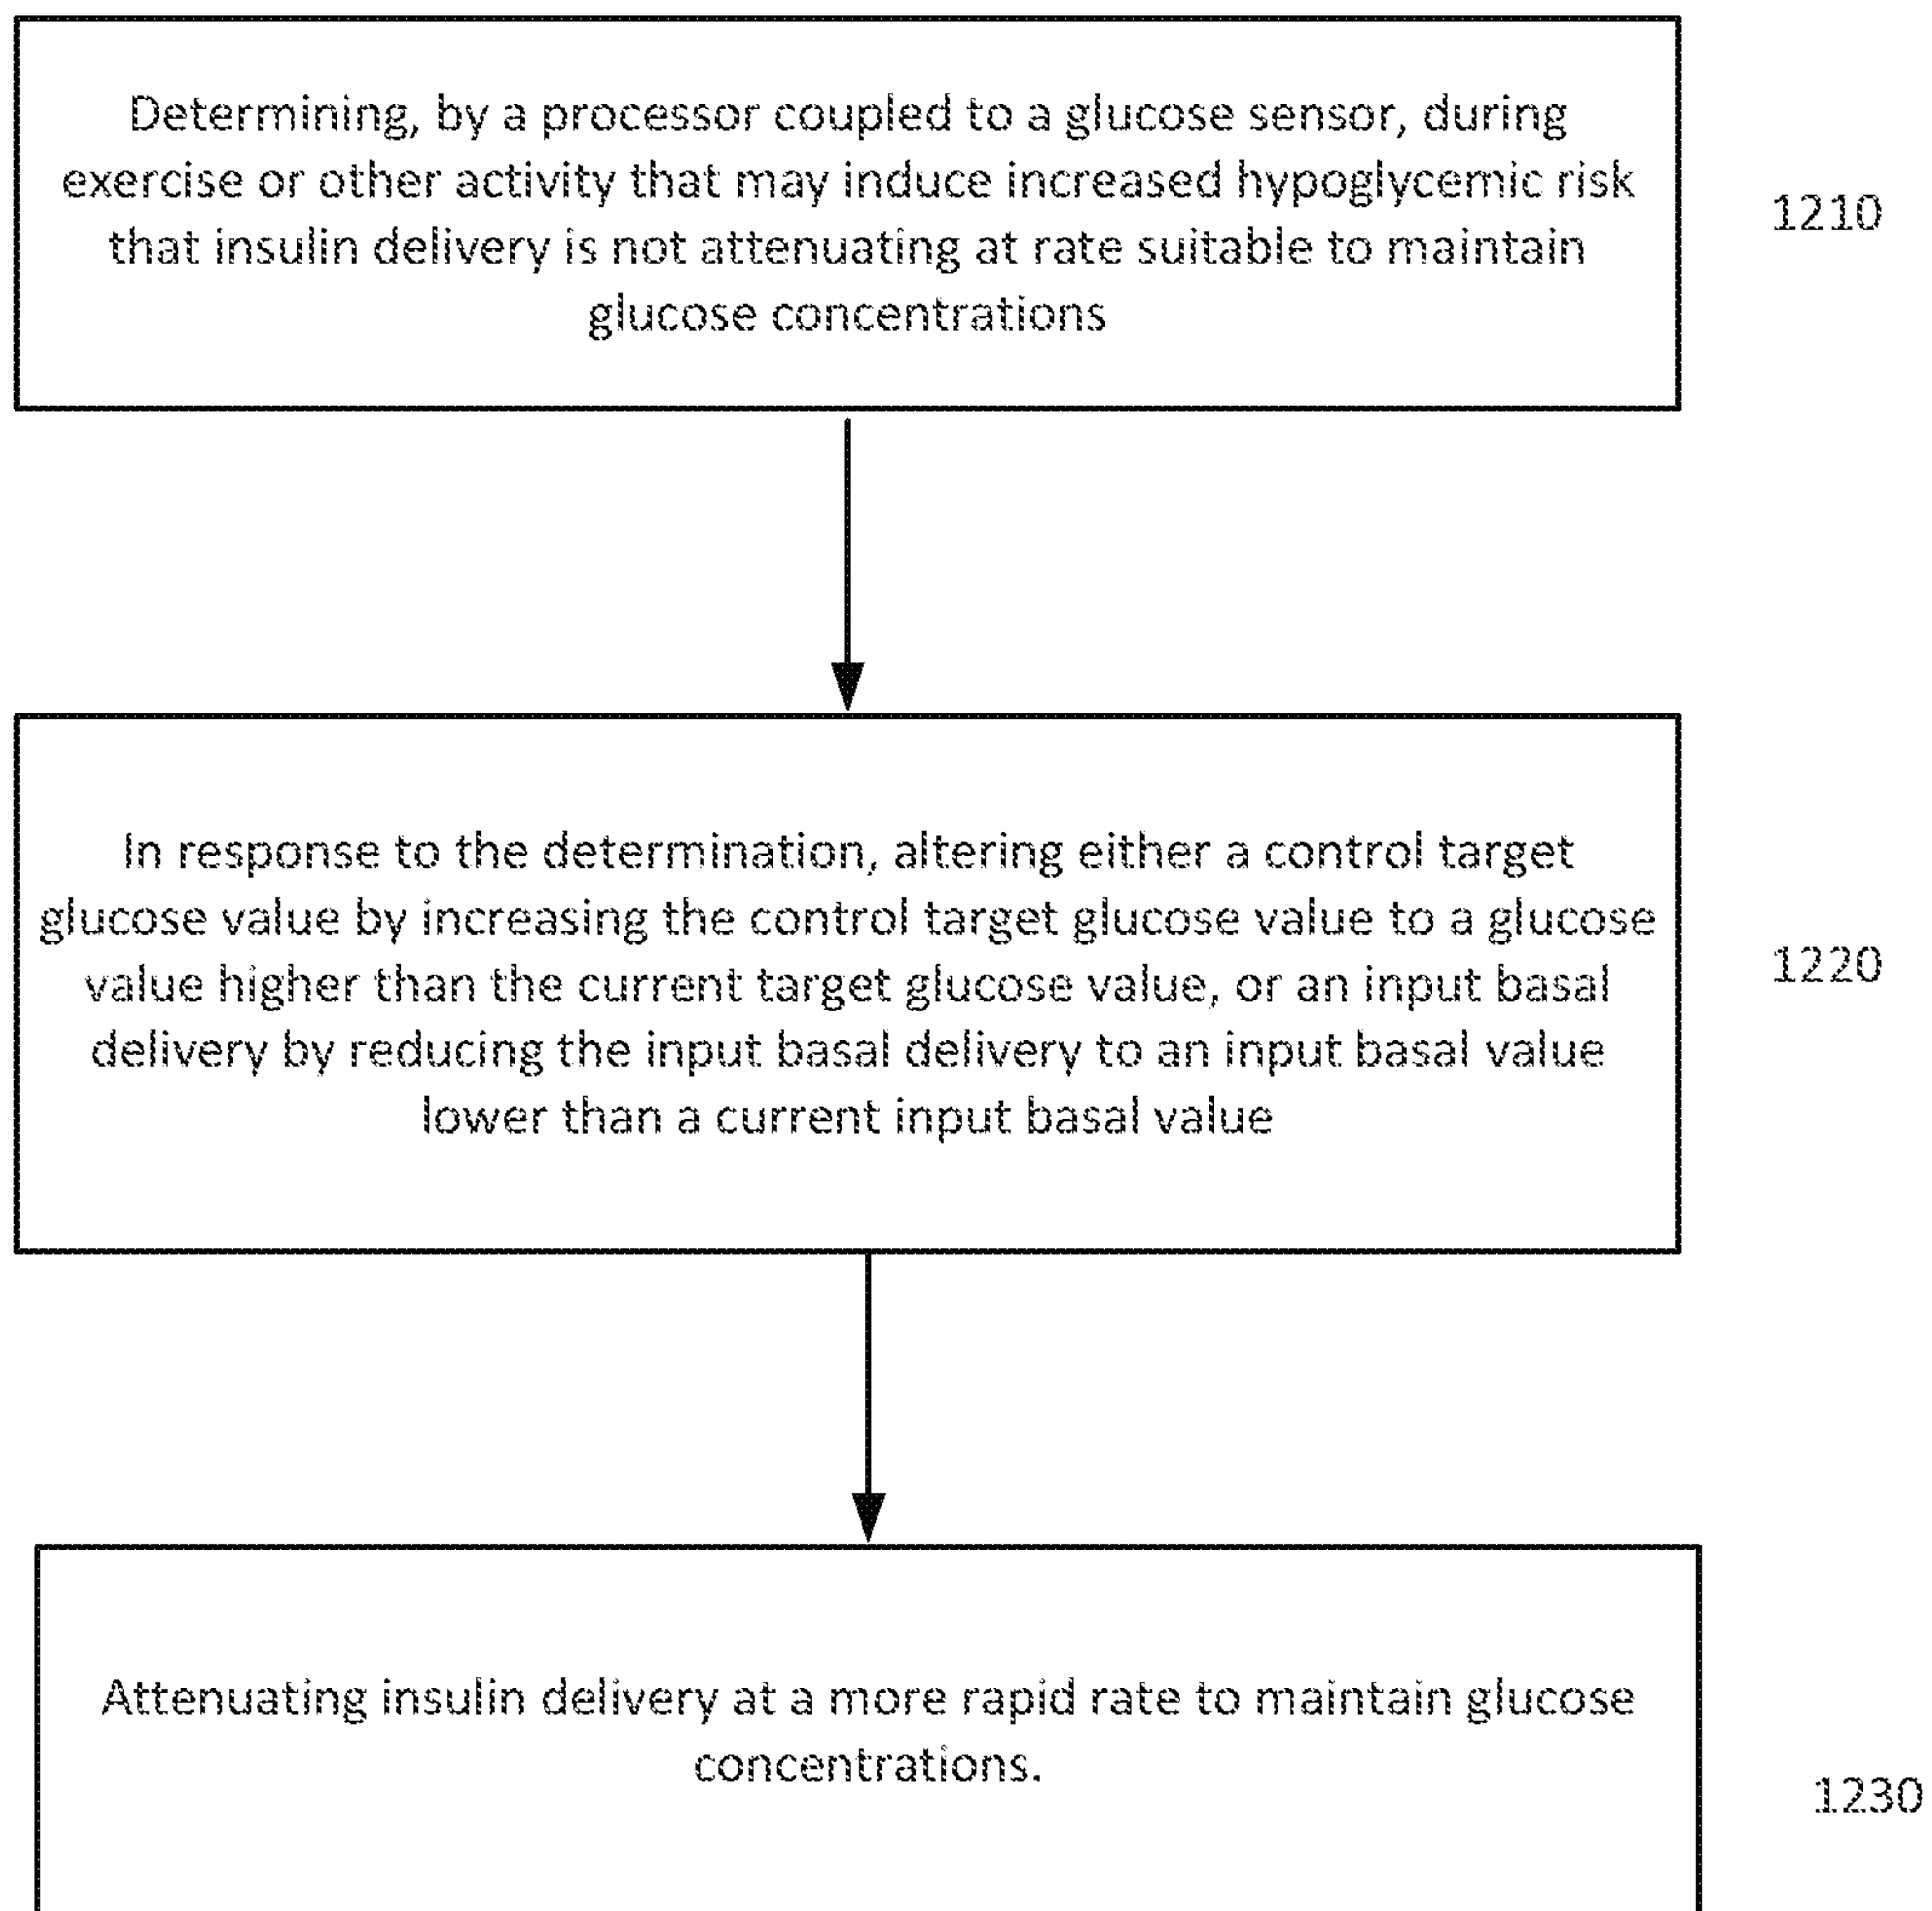 Determining, by a processor coupled to a glucose sensor, during
exercise or other activity that may induce increased hypoglycemic risk
that insulin delivery is not attenuating at rate suitable to maintain
glucose concentrations
1210
In response to the determination, altering either a control target
glucose value by increasing the control target glucose value to a glucose
value higher than the current target glucose value, or an input basal
delivery by reducing the input basal delivery to an input basal value
lower than a current input basal value
1220
Attenuating insulin delivery at a more rapid rate to maintain glucose
concentrations.
1230